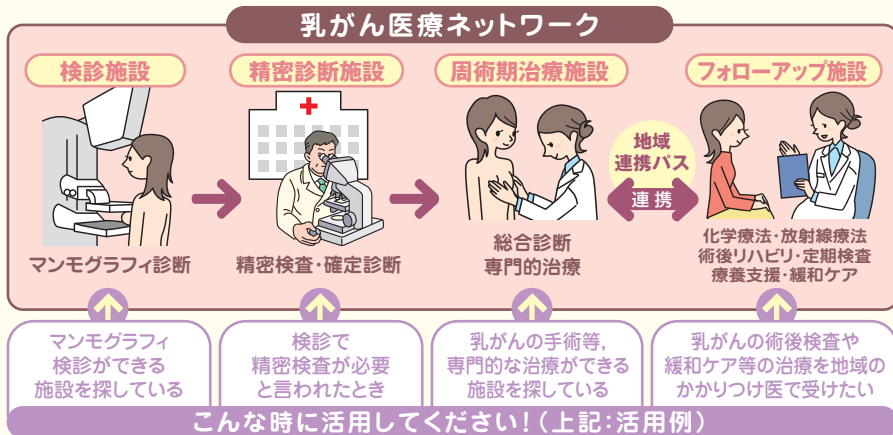 乳がん医療ネットワーク
検診施設
マンモグラフィ診断
精密診断施設
精密検査・確定診断
周術期治療施設
総合診断
専門的治療
地域
連携パス
連携
フォローアップ施設
化学療法・放射線療法
術後リハビリ・定期検査
療養支援・緩和ケア
マンモグラフィ
検診ができる
施設を探している
検診で
精密検査が必要
と言われたとき
乳がんの手術等,
専門的な治療ができる
施設を探している
乳がんの術後検査や
緩和ケア等の治療を地域の
かかりつけ医で受けたい
こんな時に活用してください!(上記:活用例)